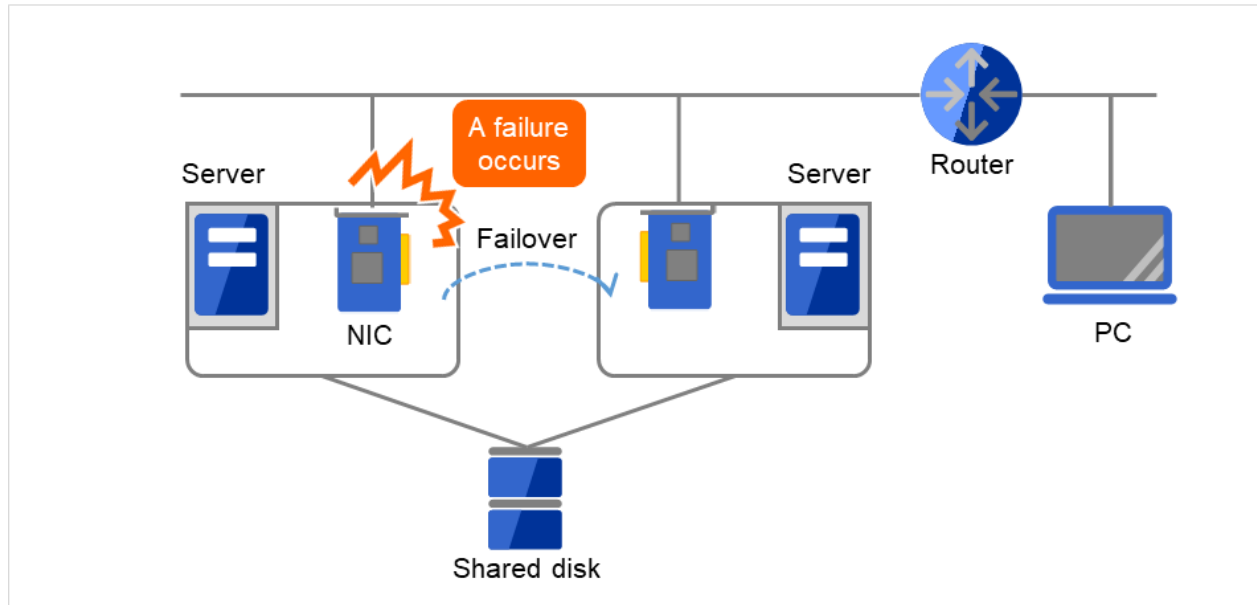 A failure
occurs
Server
Server
Router
Failover
NIC
PC
Shared disk